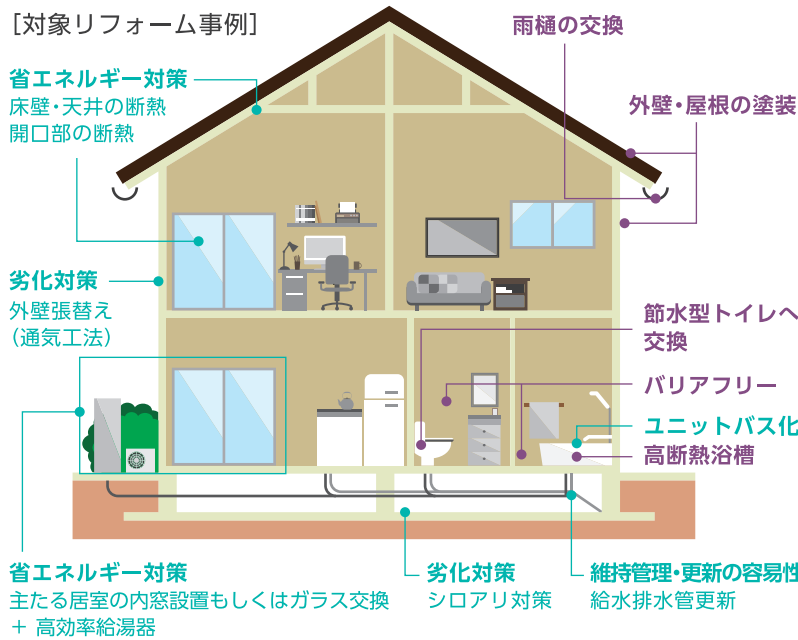 [対象リフォーム事例]
雨樋の交換
省エネルギー対策
床壁・天井の断熱
開口部の断熱
外壁・屋根の塗装
劣化対策
外壁張替え
（通気工法）
節水型トイレへ
交換
バリアフリー
ユニットバス化
高断熱浴槽
省エネルギー対策
主たる居室の内窓設置もしくはガラス交換
＋ 高効率給湯器
劣化対策
シロアリ対策
維持管理・更新の容易性
給水排水管更新